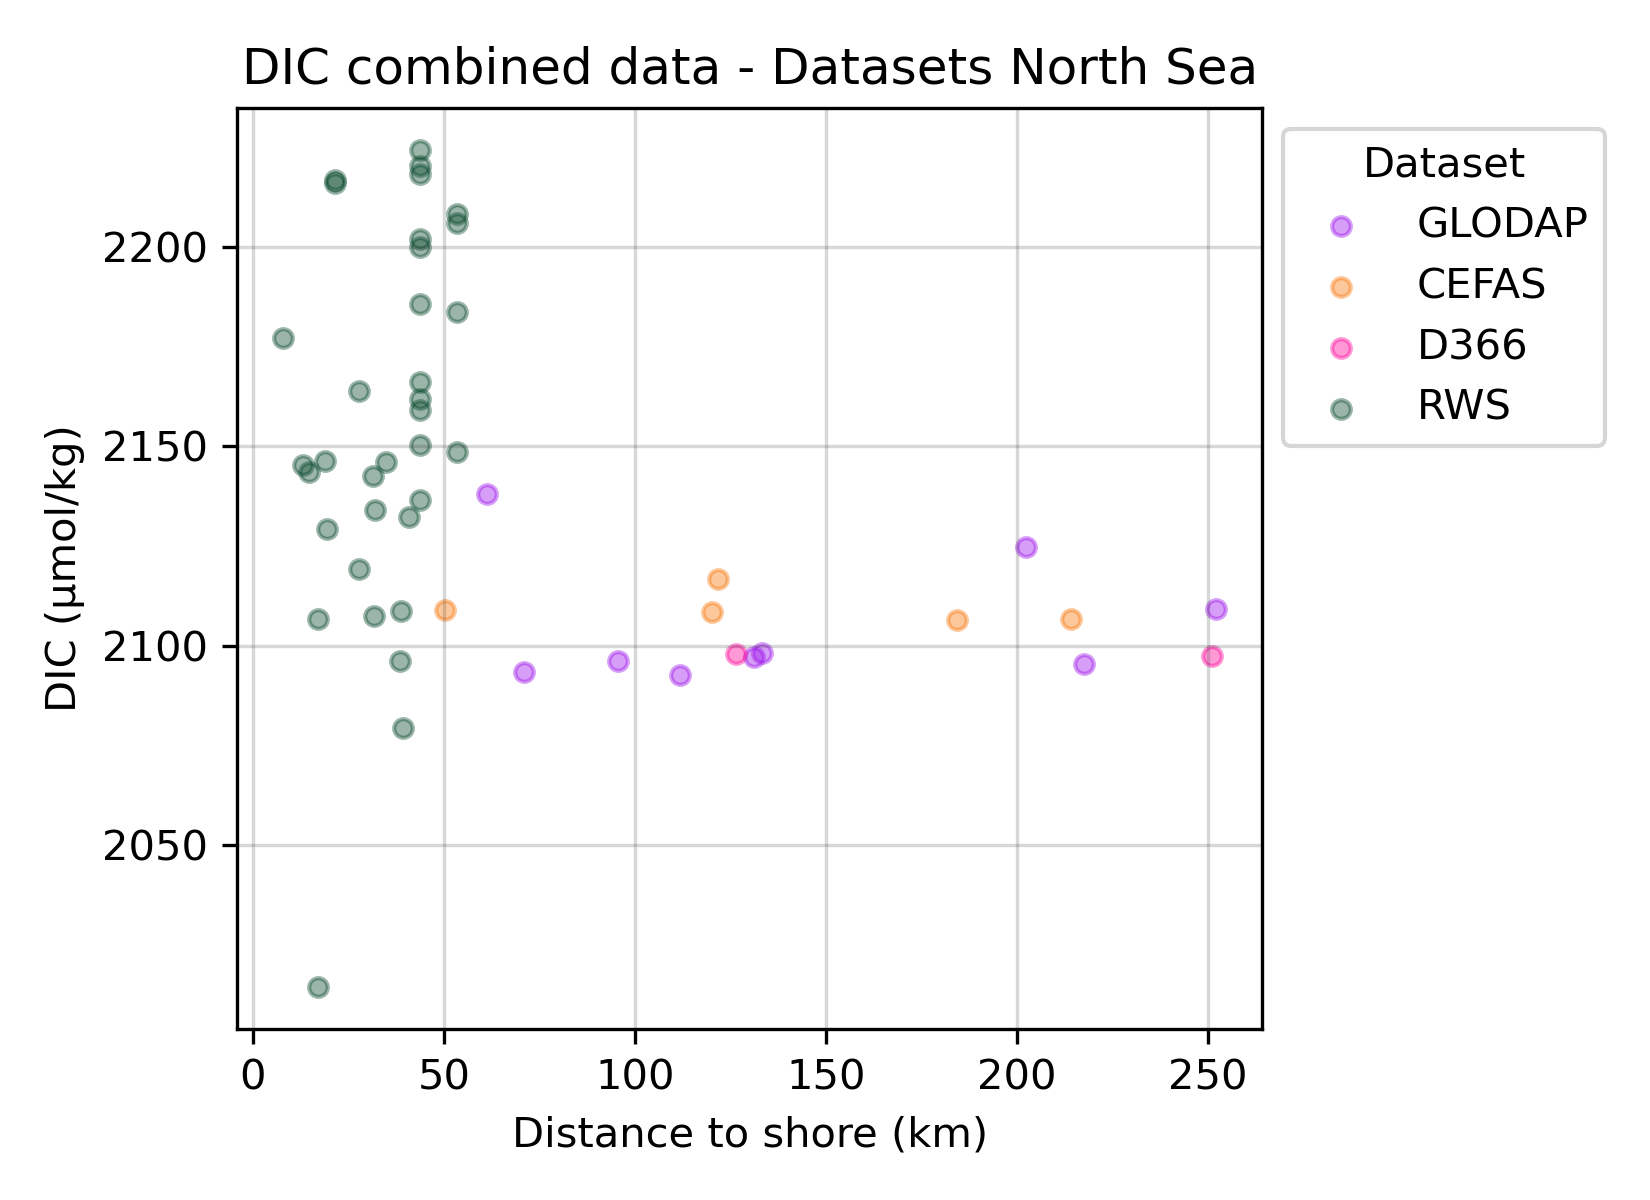 DIC combined data - Datasets North Sea
Dataset
GLODAP
CEFAS
D366
RWS
DIC (µmol/kg)
2200
2150
2100
2050
0 50 100 150 200 250
Distance to shore (km)